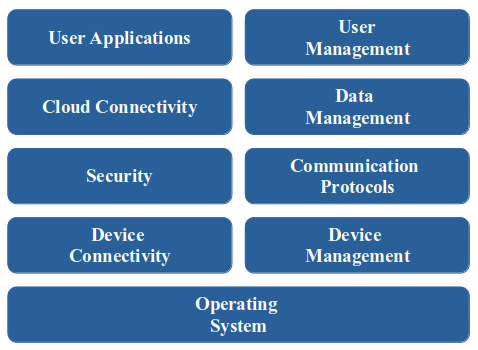 User Applications
User
Management
Cloud Connectivity
Data
Management
Security
Communication
Protocols
Device
Connectivity
Device
Management
Operating
System